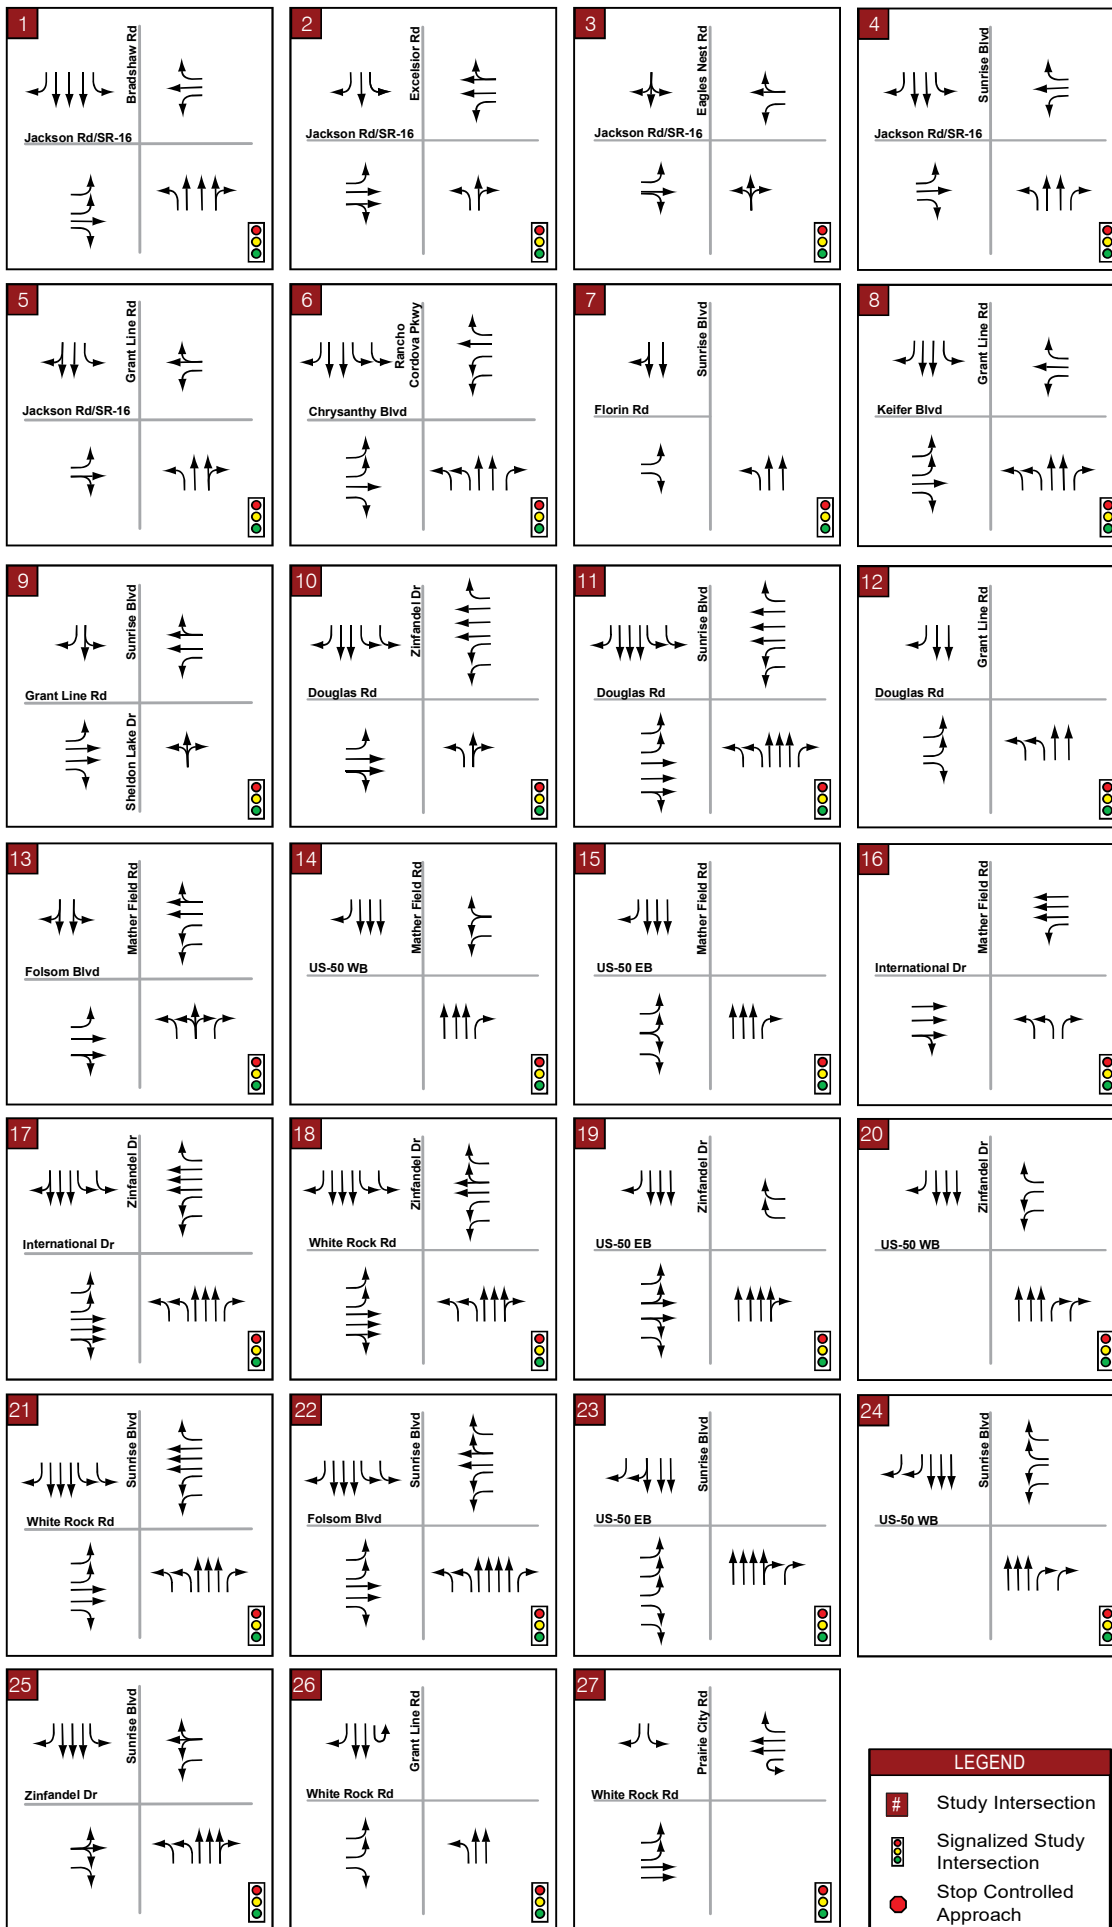 1
Bradshaw Rd
Jackson Rd/SR-16
2
Excelsior Rd
Jackson Rd/SR-16
3
Eagles Nest Rd
Jackson Rd/SR-16
4
Sunrise Blvd
Jackson Rd/SR-16
5
Grant Line Rd
Jackson Rd/SR-16
6
Rancho
Cordova Pkwy
Chrysanthy Blvd
7
Sunrise Blvd
Florin Rd
8
Grant Line Rd
Keifer Blvd
9
Sunrise Blvd
Grant Line Rd
Sheldon Lake Dr
10
Zinfandel Dr
Douglas Rd
11
Sunrise Blvd
Douglas Rd
12
Grant Line Rd
Douglas Rd
13
Mather Field Rd
Folsom Blvd
14
Mather Field Rd
US-50 WB
15
Mather Field Rd
US-50 EB
16
Mather Field Rd
International Dr
17
Zinfandel Dr
International Dr
18
Zinfandel Dr
White Rock Rd
19
Zinfandel Dr
US-50 EB
20
Zinfandel Dr
US-50 WB
21
Sunrise Blvd
White Rock Rd
22
Sunrise Blvd
Folsom Blvd
23
Sunrise Blvd
US-50 EB
24
Sunrise Blvd
US-50 WB
25
Sunrise Blvd
Zinfandel Dr
26
Grant Line Rd
White Rock Rd
27
Prairie City Rd
White Rock Rd
LEGEND
# Study Intersection
Signalized Study
Intersection
Stop Controlled
Approach